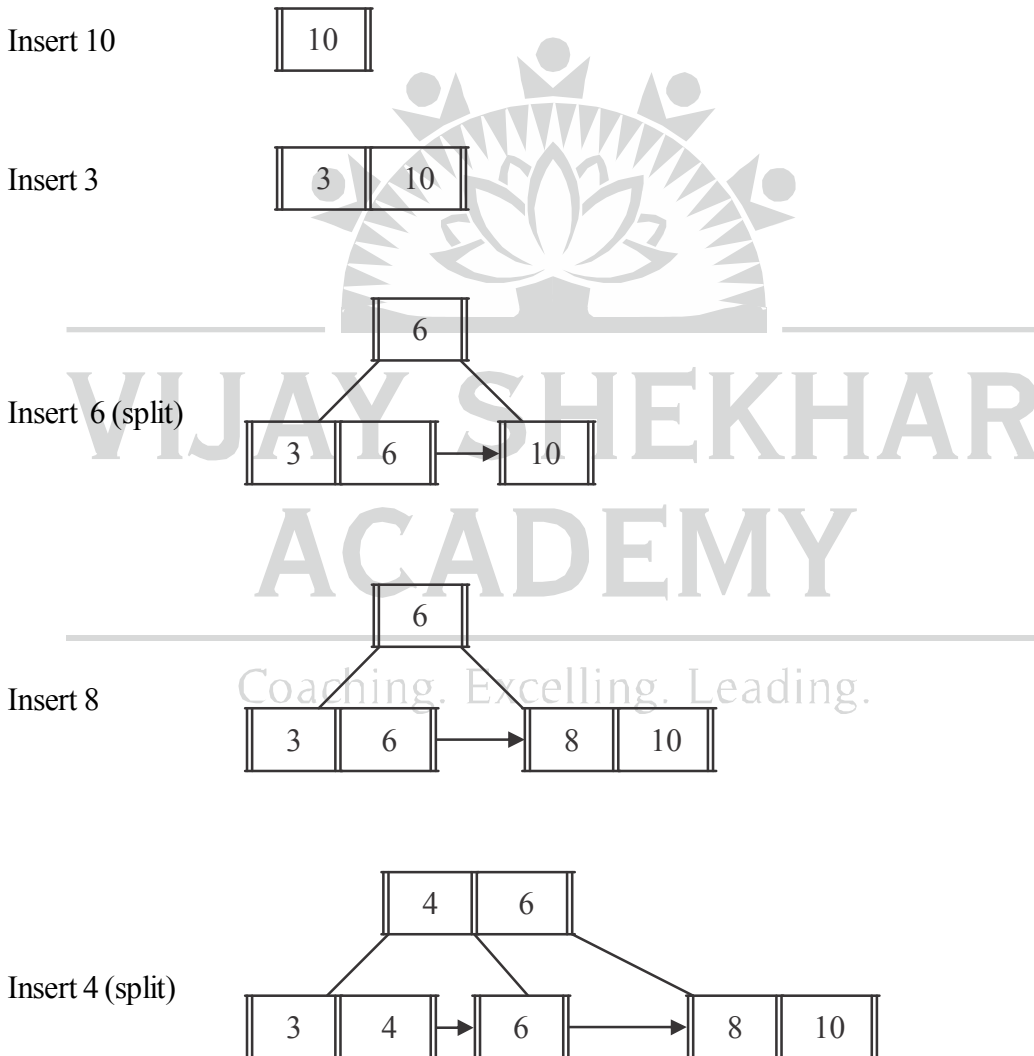 Insert 10
10
Insert 3
3 10
6
Insert 6 (split)
3 6 10
VIJAY SHEKHAR
ACADEMY
Coaching. Excelling. Leading.
6
Insert 8
3 6 8 10
4 6
Insert 4 (split)
3 4 6 8 10